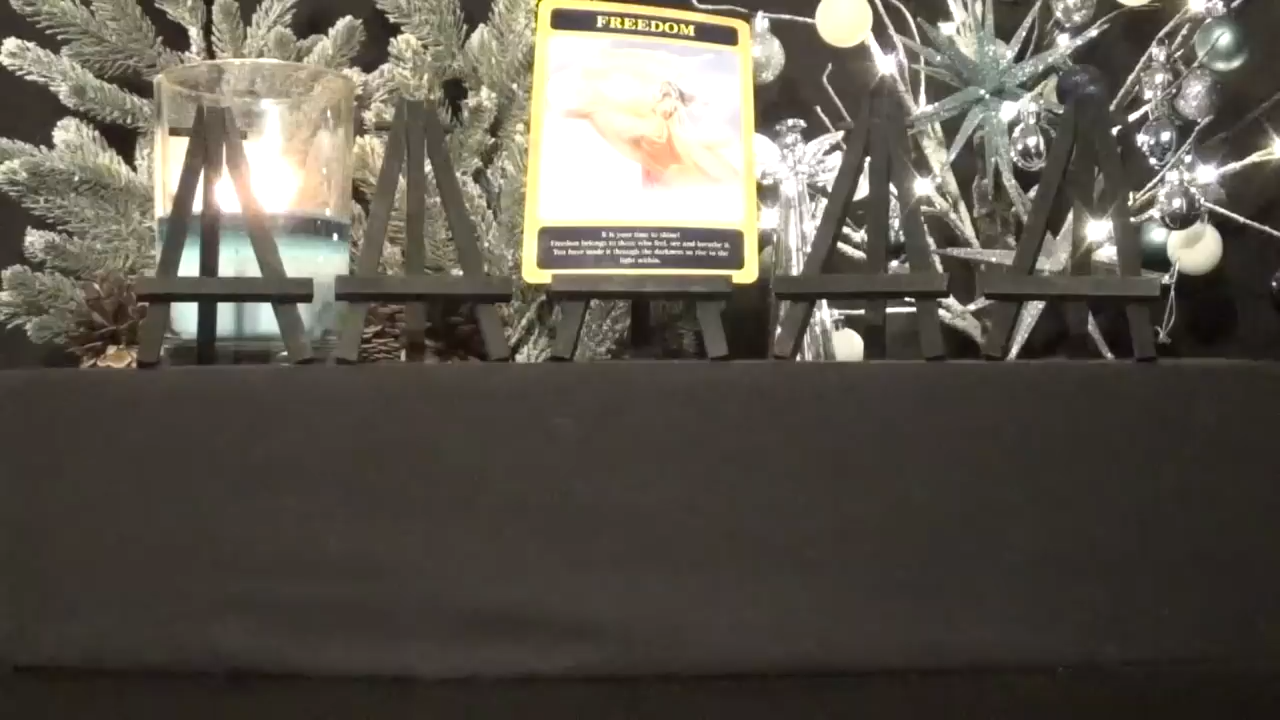 FREEDOM
It is your time to shine!
Freedom belongs to those who feel, see and breathe it.
You have made it through the darkness so rise to the
light within.